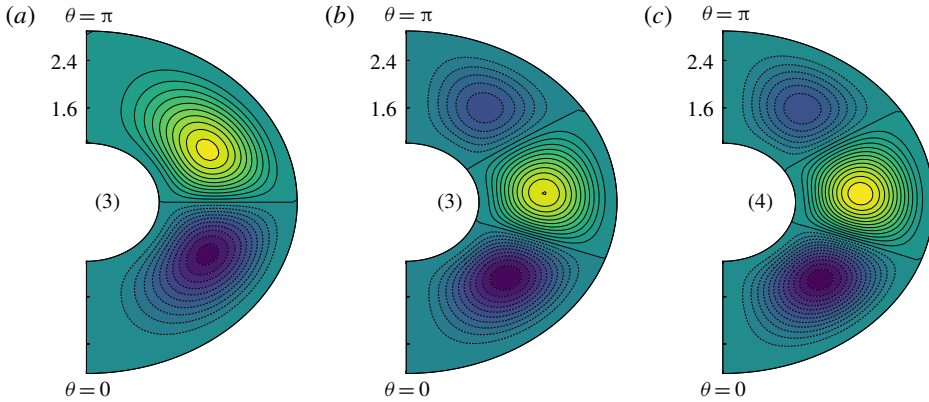 (a) θ = π
2.4
1.6
(3)
θ = 0
(b) θ = π
2.4
1.6
(3)
θ = 0
(c) θ = π
2.4
1.6
(4)
θ = 0